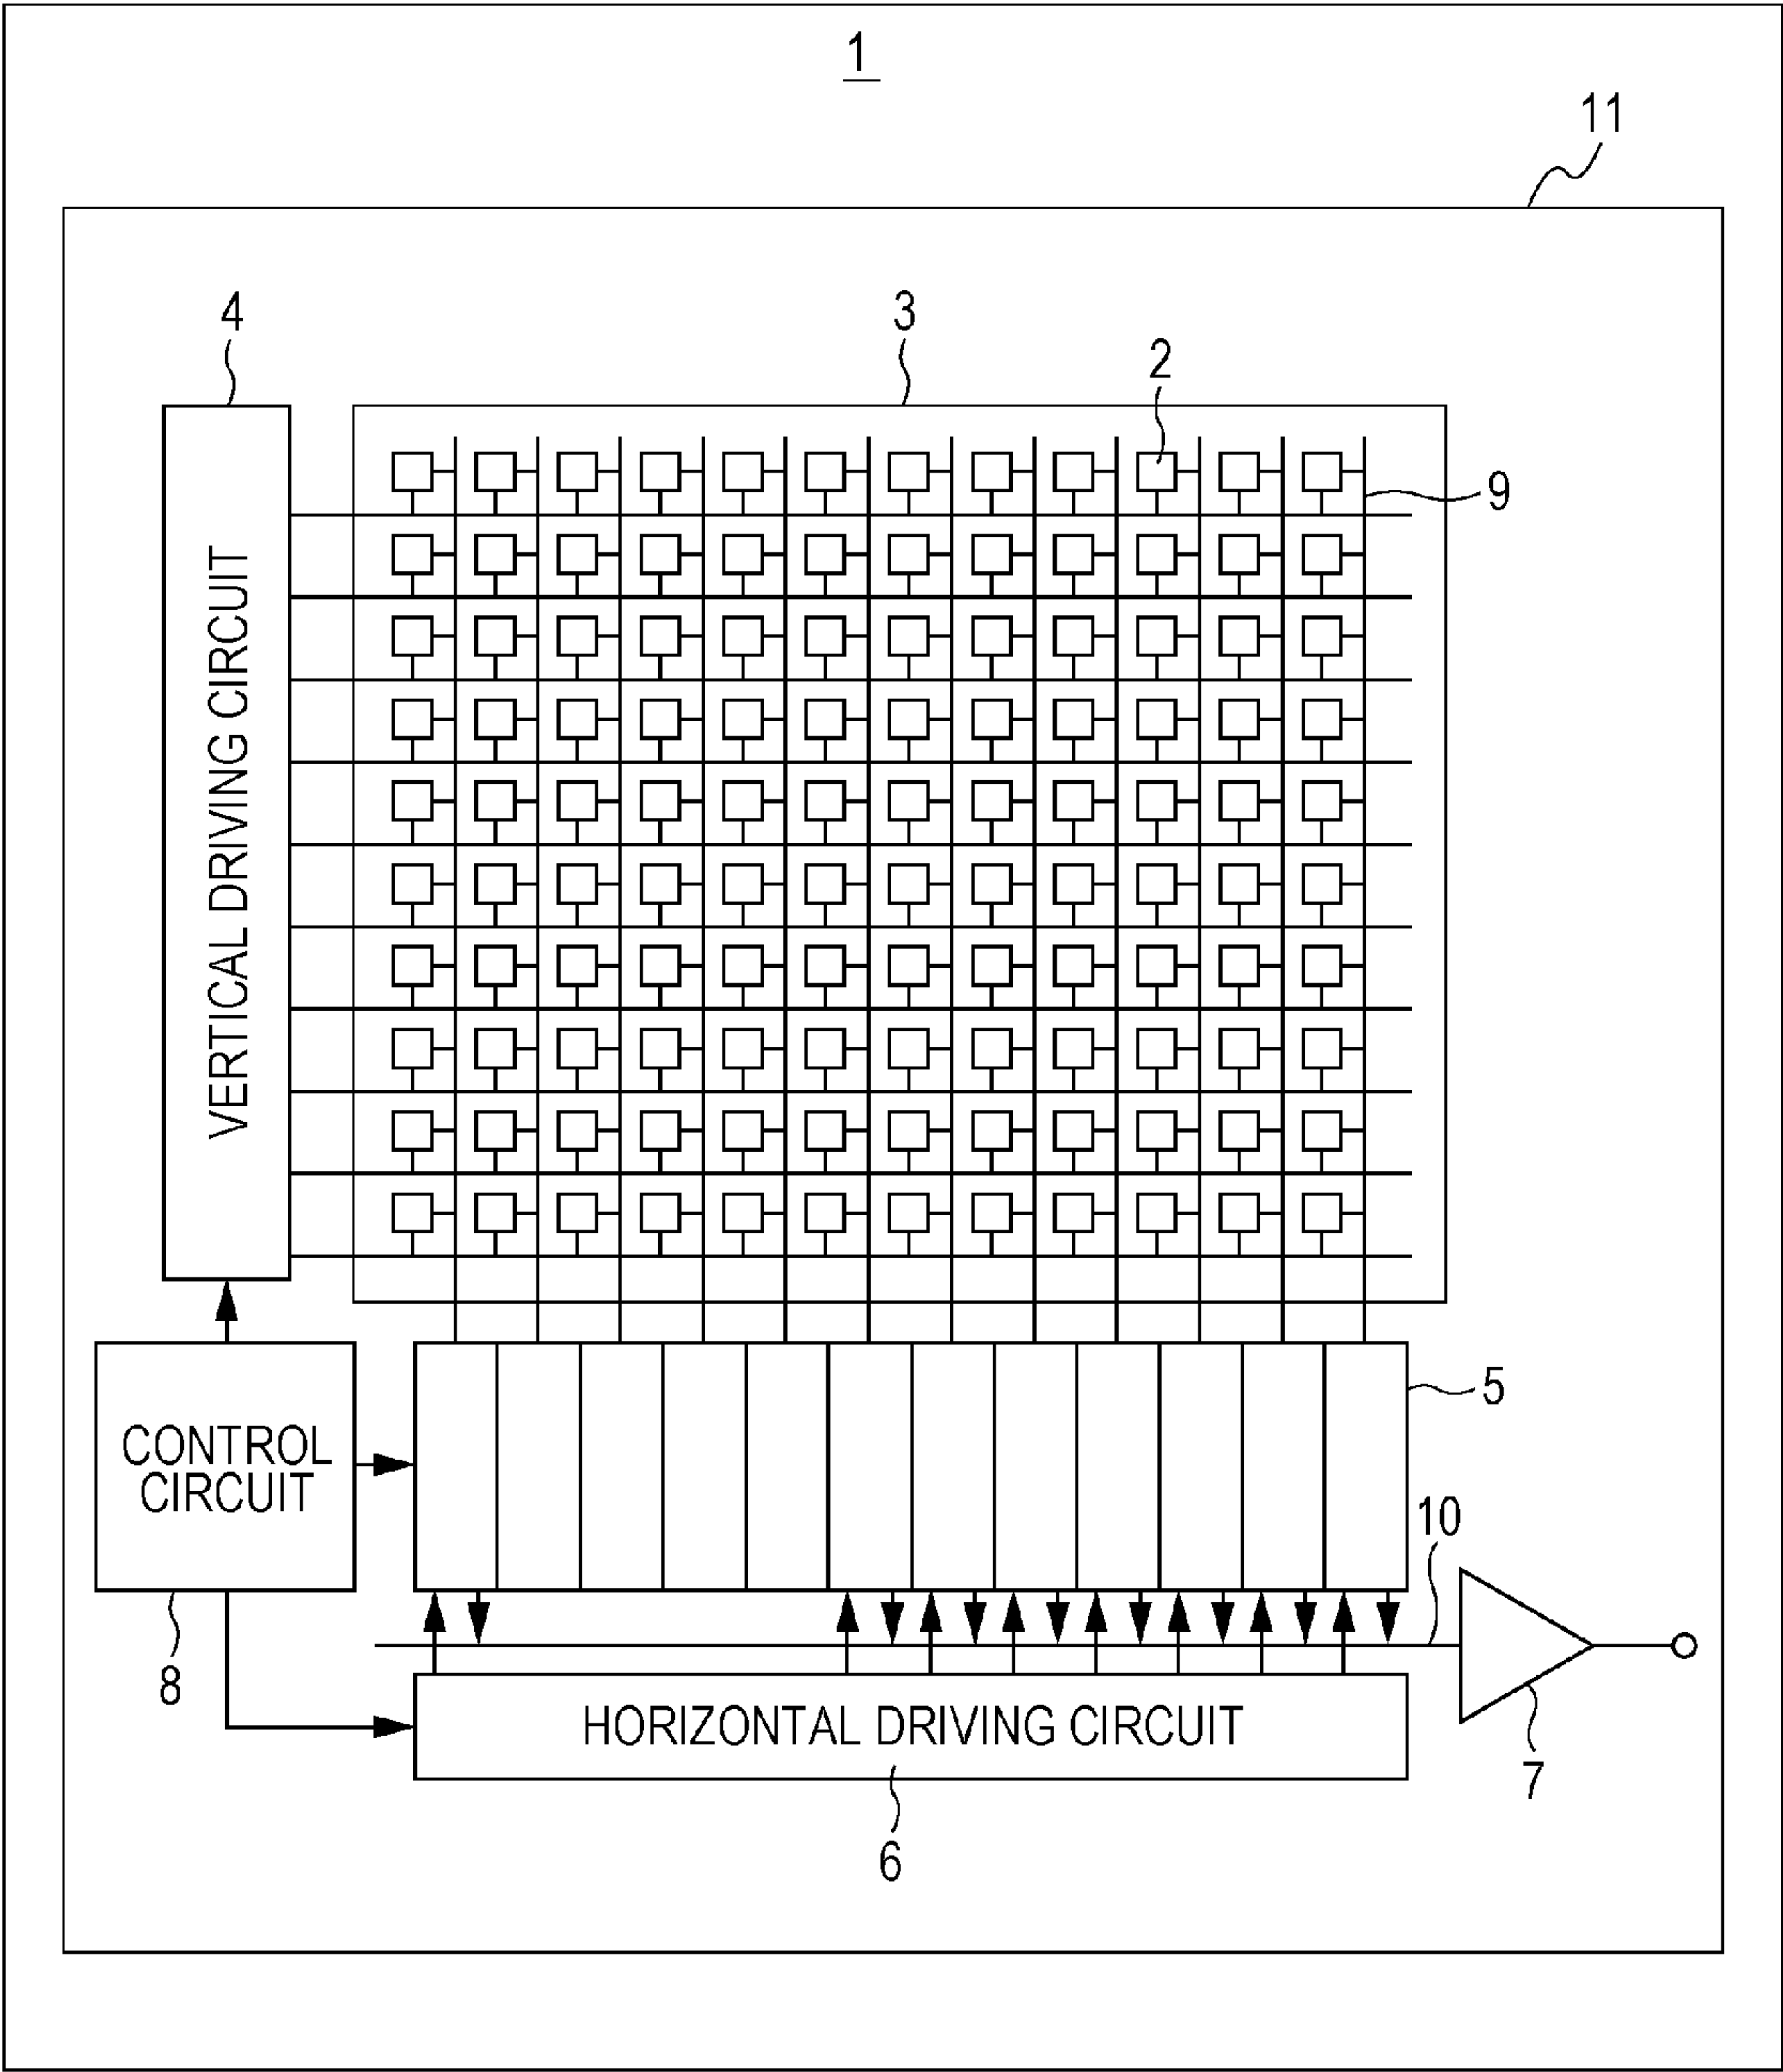 1
11
4
3
2
9
VERTICAL DRIVING CIRCUIT
5
CONTROL
CIRCUIT
10
8
HORIZONTAL DRIVING CIRCUIT
7
6